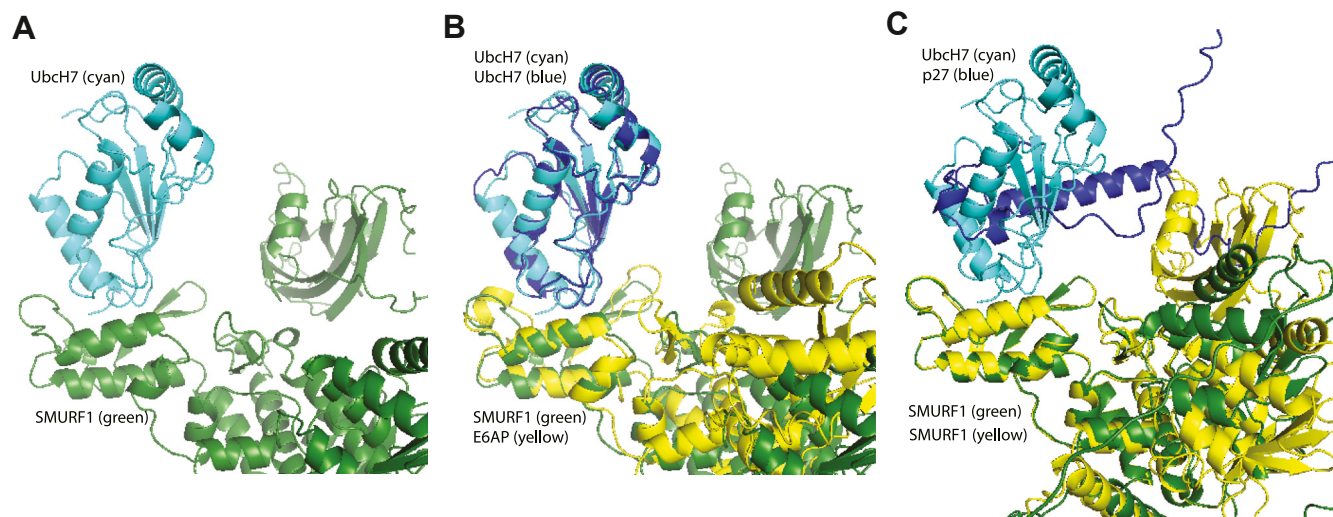 A
UbcH7 (cyan)
SMURF1 (green)
B
UbcH7 (cyan)
UbcH7 (blue)
SMURF1 (green)
E6AP (yellow)
C
UbcH7 (cyan)
p27 (blue)
SMURF1 (green)
SMURF1 (yellow)